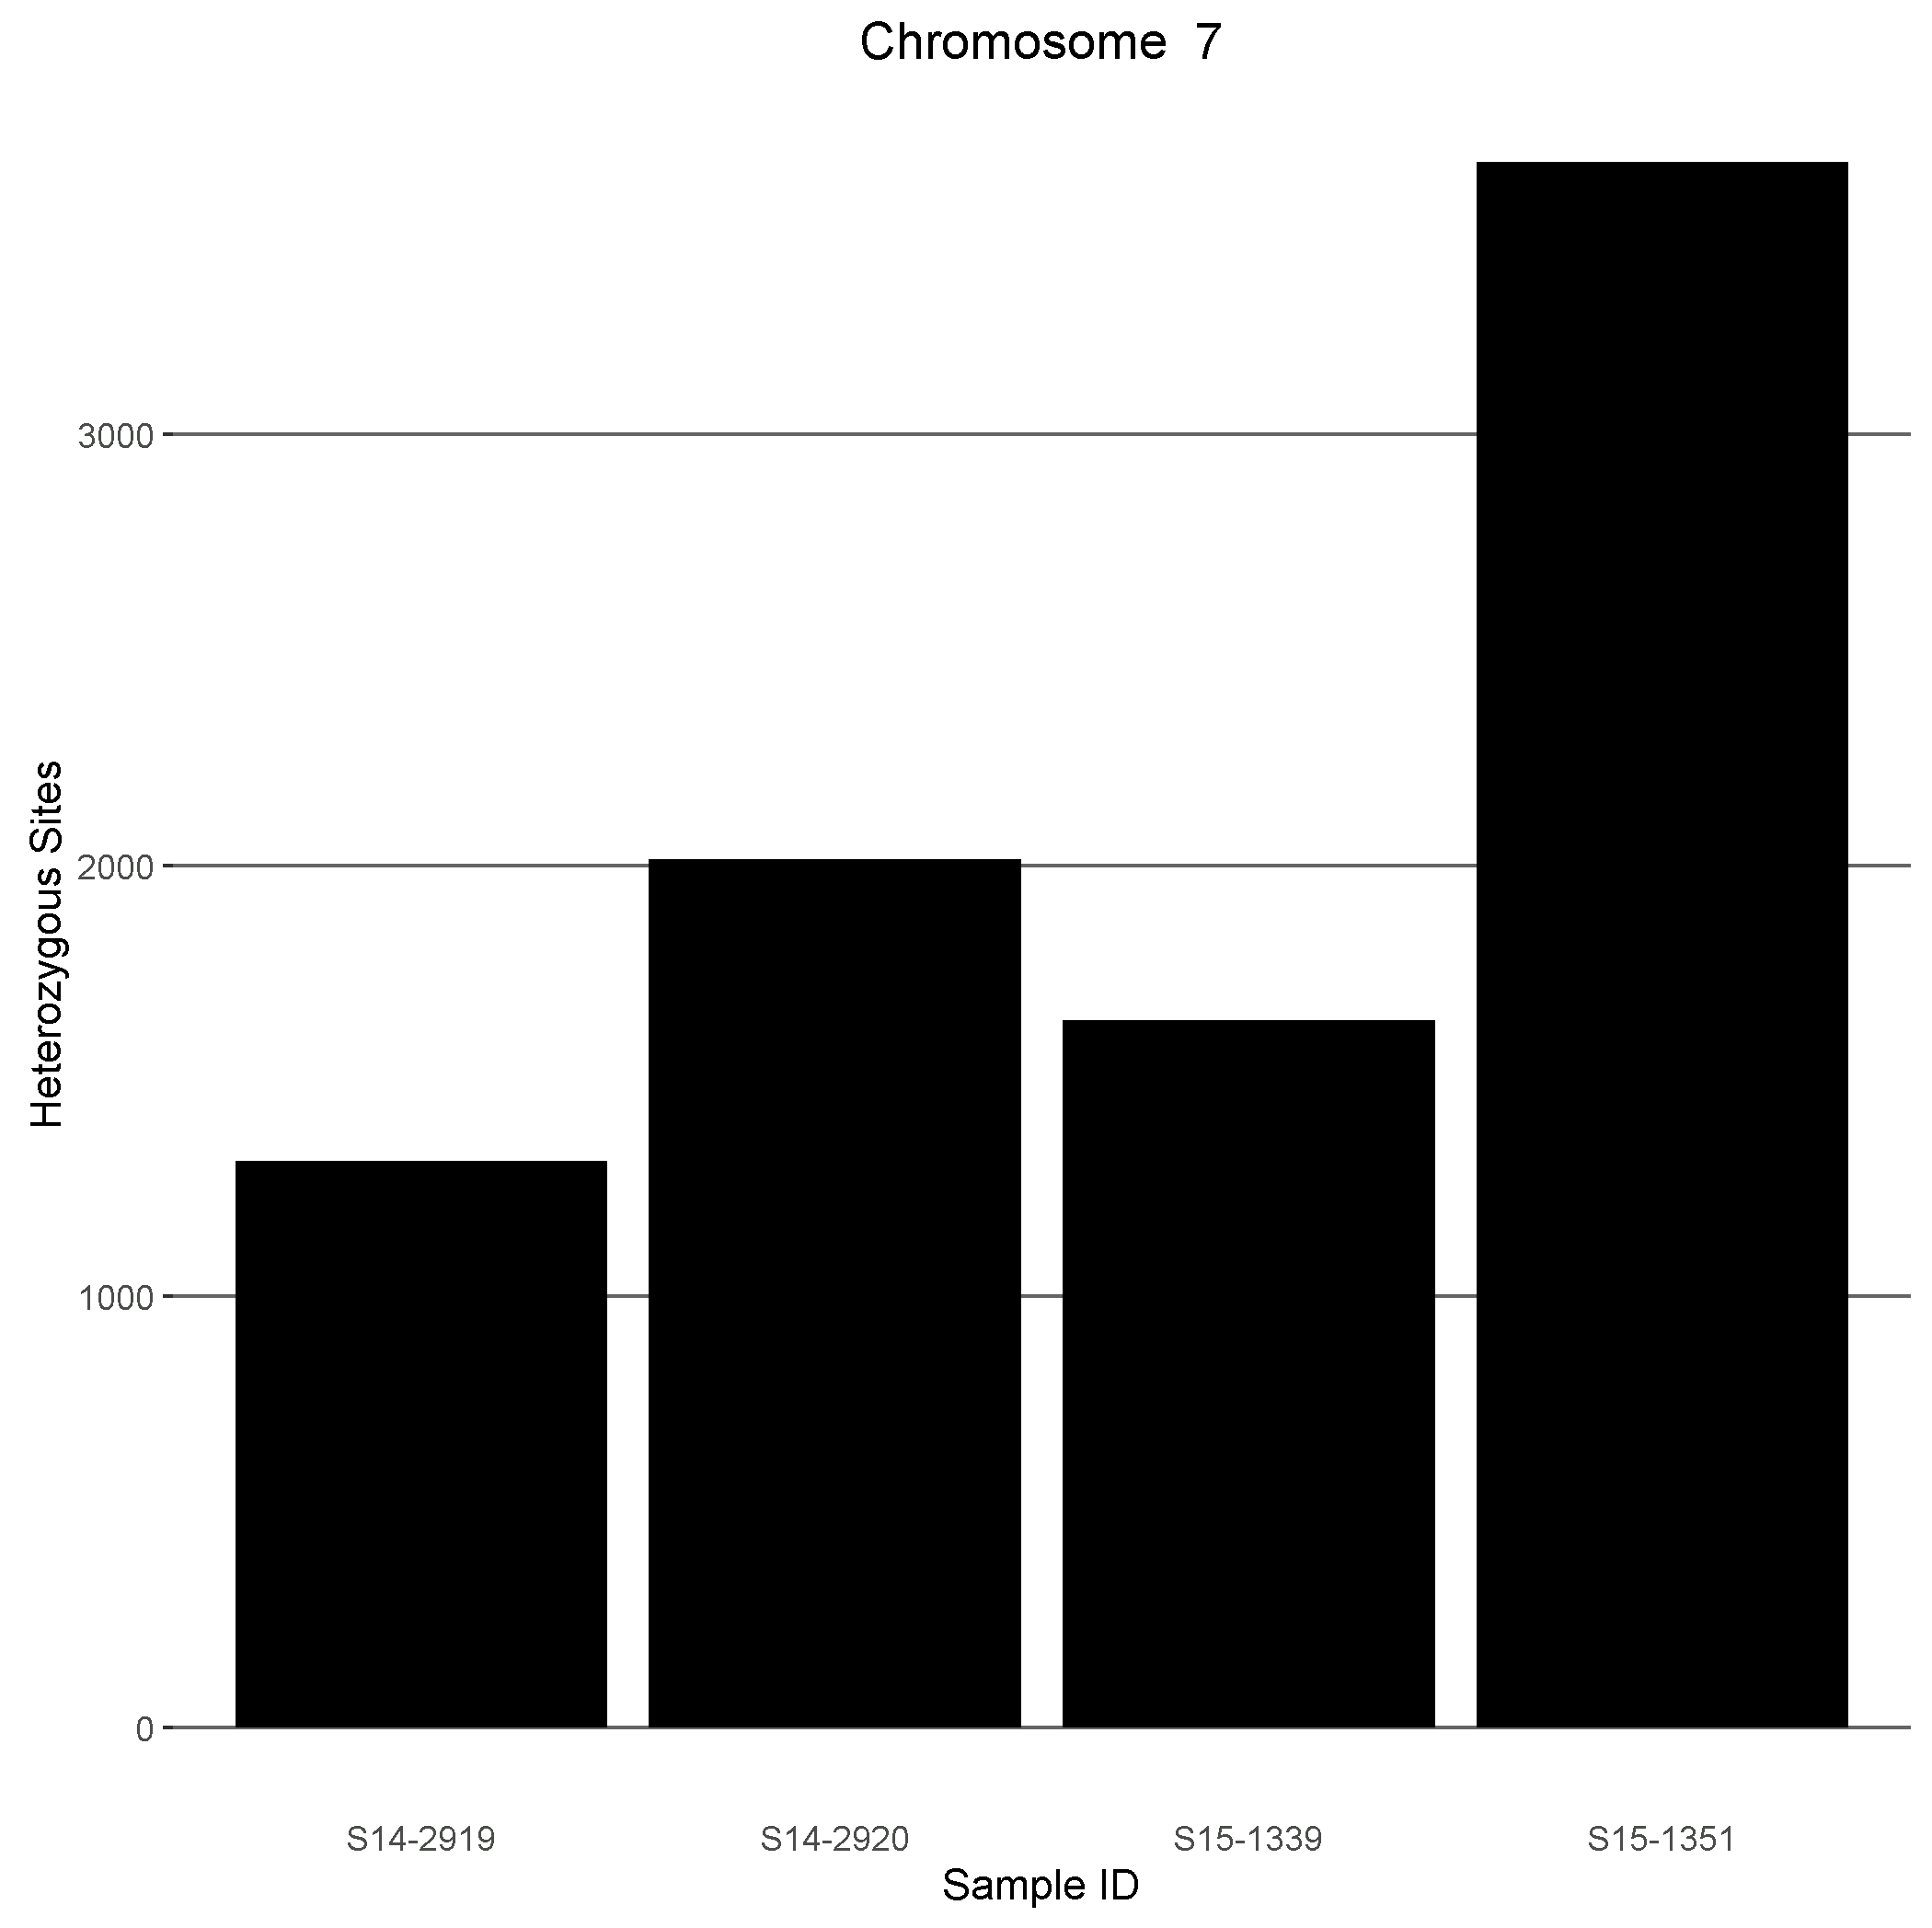 Chromosome  7
Heterozygous Sites
3000
2000
1000
0
S14-2919
S14-2920
S15-1339
S15-1351
Sample ID